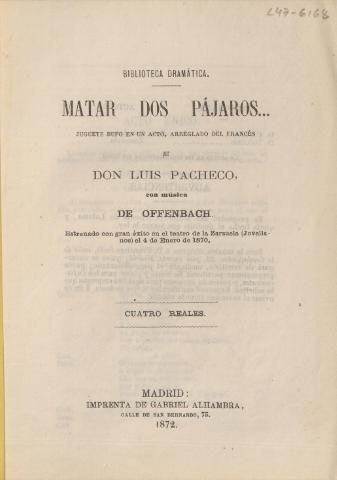 L47-6168
BIBLIOTECA DRAMÁTICA.
MATAR DOS PÁJAROS...
JUGUETE BUFO EN UN ACTO, ARREGLADO DEL FRANCÉS
DON LUIS PACHECO,
con música
DE OFFENBACH.
Estrenado con gran éxito en el teatro de la Zarzuela (Jovella-
nos) el 4 de Enero de 1870.
CUATRO REALES.
MADRID:
IMPRENTA DE GABRIEL ALHAMBRA,
CALLE DE SAN BERNARDO, 73.
1872.